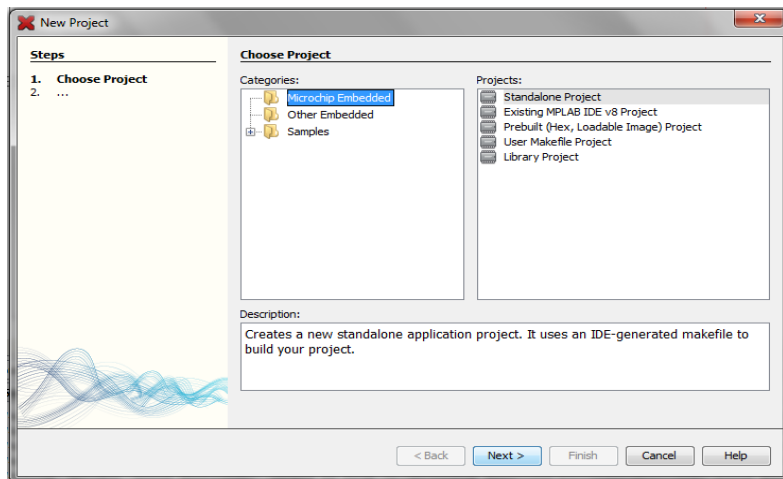 New Project
Steps
1. Choose Project
2. ...
Choose Project
Categories:
Microchip Embedded
Other Embedded
Samples
Projects:
Standalone Project
Existing MPLAB IDE v8 Project
Prebuilt (Hex, Loadable Image) Project
User Makefile Project
Library Project
Description:
Creates a new standalone application project. It uses an IDE-generated makefile to
build your project.
< Back
Next >
Finish
Cancel
Help